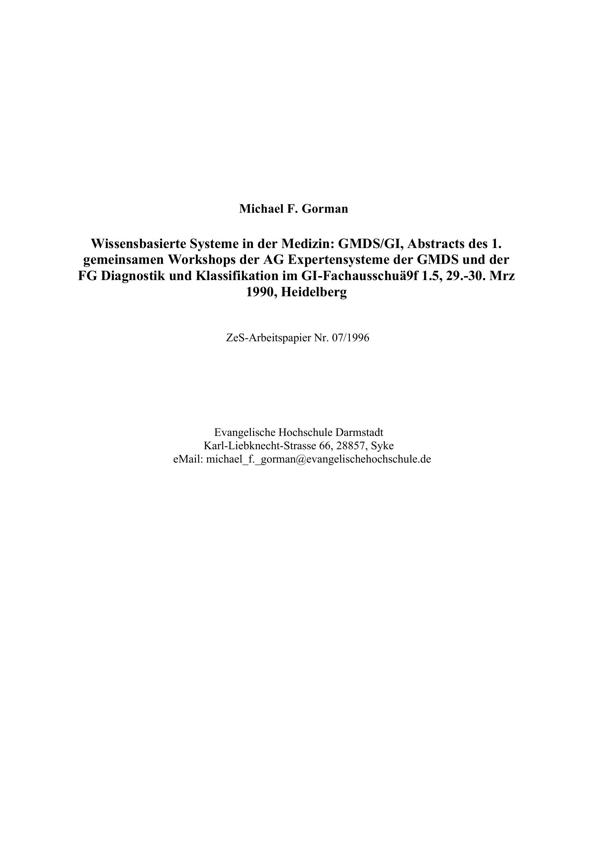 Michael F. Gorman
Wissensbasierte Systeme in der Medizin: GMDS/GI, Abstracts des 1.
gemeinsamen Workshops der AG Expertensysteme der GMDS und der
FG Diagnostik und Klassifikation im GI-Fachausschuä9f 1.5, 29.-30. Mrz
1990, Heidelberg
ZeS-Arbeitspapier Nr. 07/1996
Evangelische Hochschule Darmstadt
Karl-Liebknecht-Strasse 66, 28857, Syke
eMail: michael_f._gorman@evangelischehochschule.de